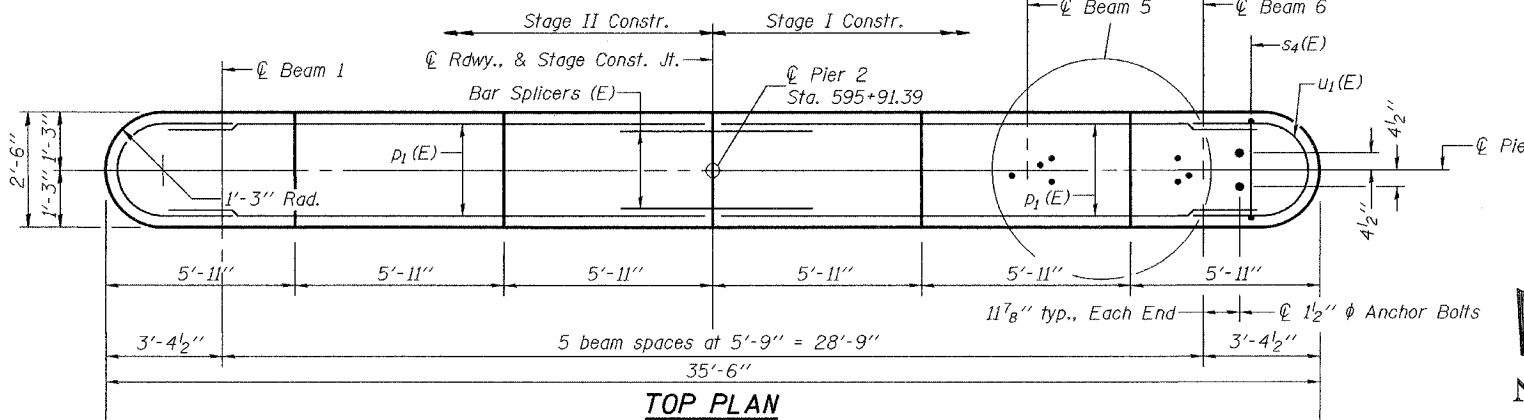 Stage II Constr.
Stage I Constr.
℄ Beam 5
℄ Beam 6
s4(E)
℄ Beam 1
℄ Rdwy., & Stage Const. Jt.
℄ Pier 2
Sta. 595+91.39
Bar Splicers (E)
u1(E)
2'-6"
1'-3"
1'-3"
p1(E)
p1(E)
4½"
4½"
℄ Pie
1'-3" Rad.
5'-11"
5'-11"
5'-11"
5'-11"
5'-11"
5'-11"
11⅞" typ., Each End
℄ 1½" ϕ Anchor Bolts
3'-4½"
5 beam spaces at 5'-9" = 28'-9"
3'-4½"
35'-6"
TOP PLAN